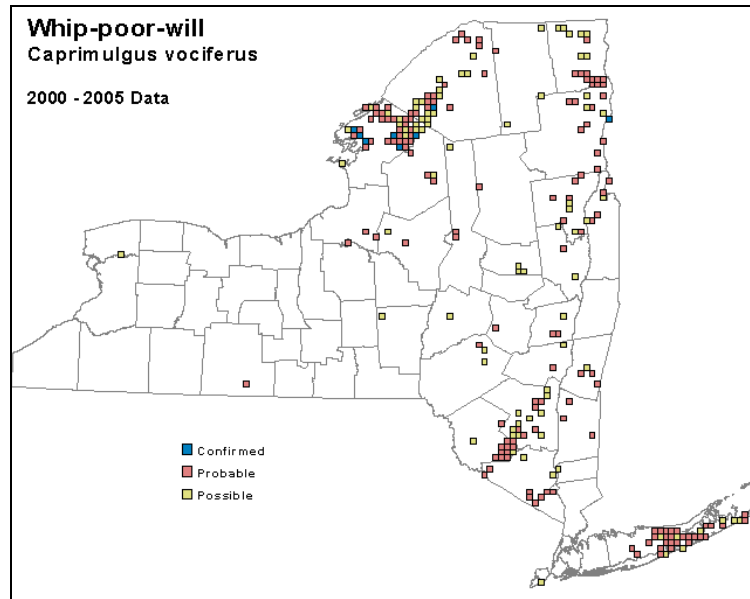 Whip-poor-will
Caprimulgus vociferus
2000 - 2005 Data
Confirmed
Probable
Possible